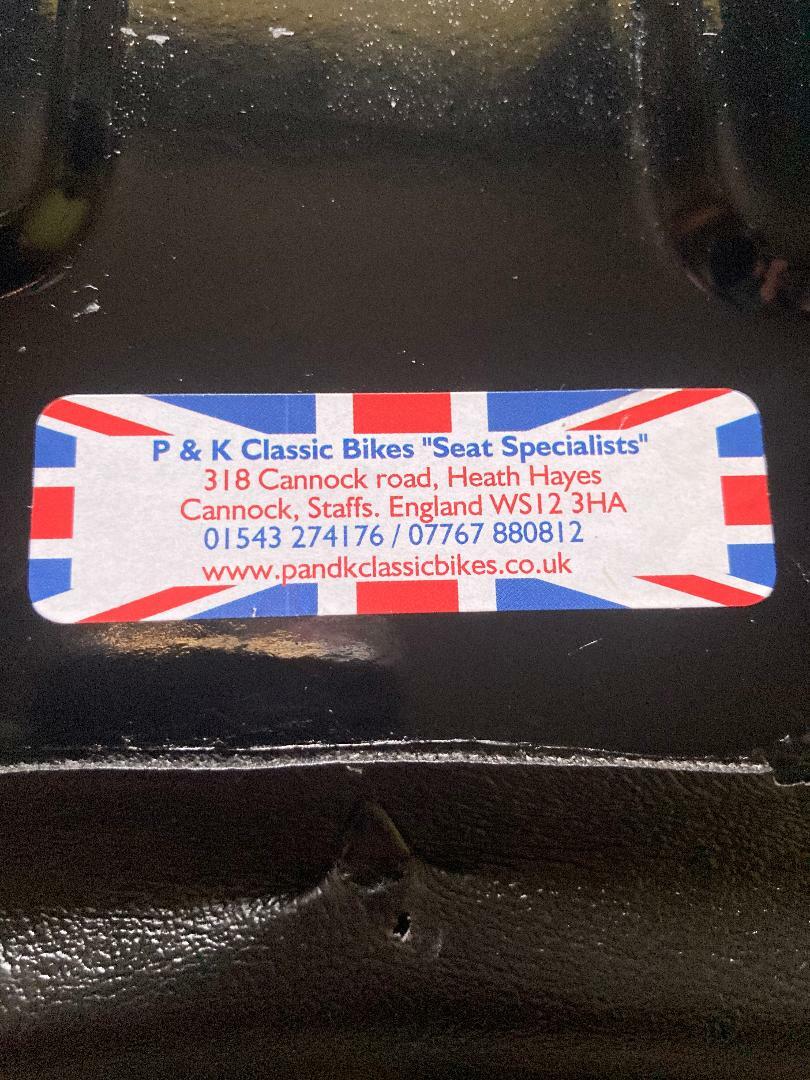 P & K Classic Bikes "Seat Specialists"
318 Cannock road, Heath Hayes
Cannock, Staffs. England WS12 3HA
01543 274176 / 07767 880812
www.pandkclassicbikes.co.uk